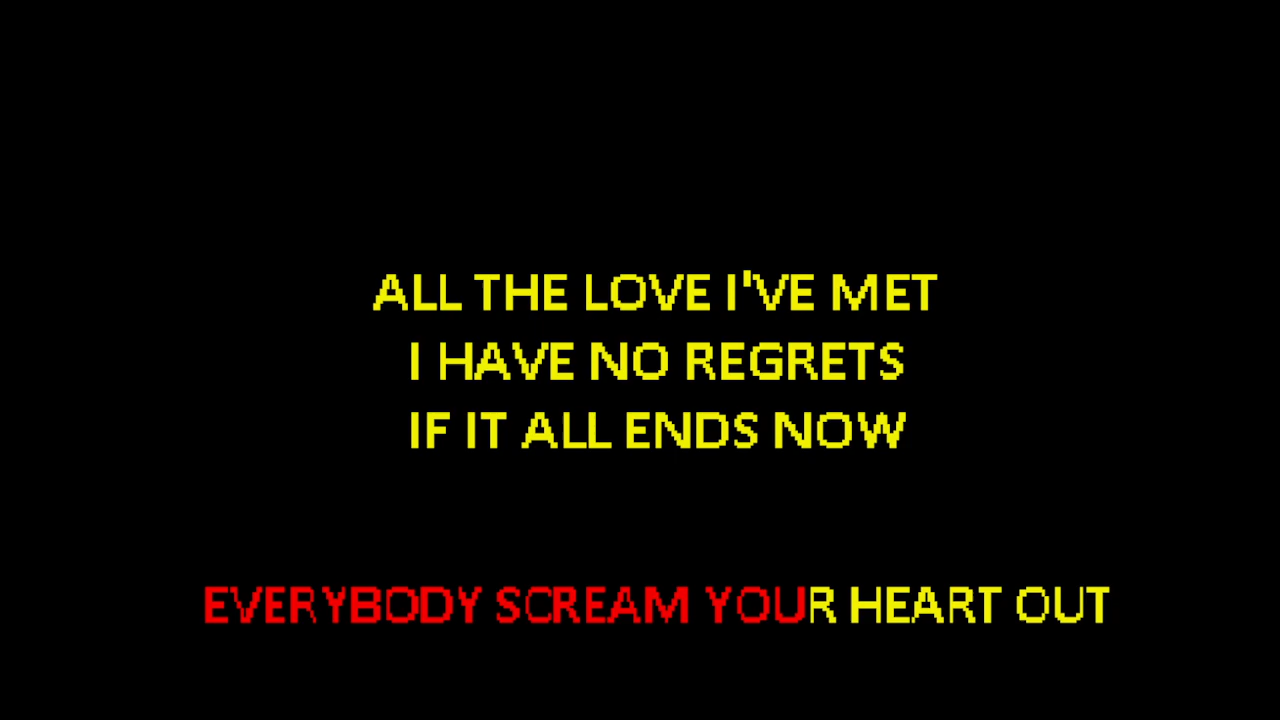 ALL THE LOVE I'VE MET
I HAVE NO REGRETS
IF IT ALL ENDS NOW
EVERYBODY SCREAM YOUR HEART OUT